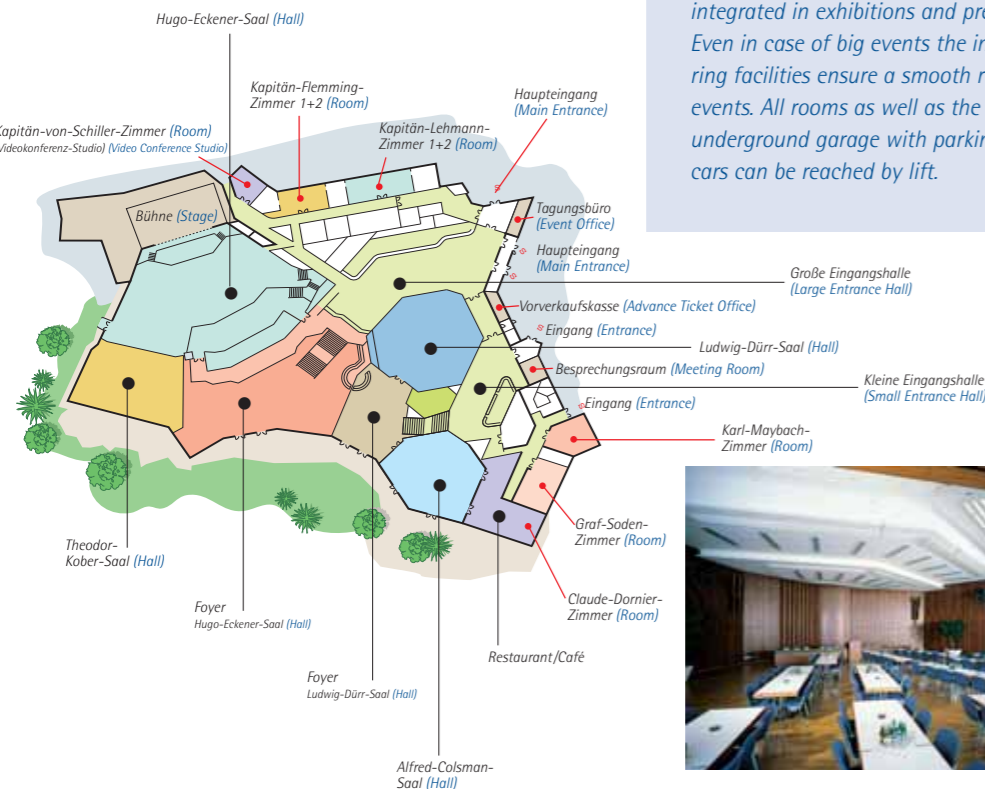 Hugo-Eckener-Saal (Hall)
integrated in exhibitions and
Even in case of big events the
ring facilities ensure a smooth
events. All rooms as well as the
underground garage with
cars can be reached by lift.
Kapitän-Flemming-
Zimmer 1+2 (Room)
Haupteingang
(Main Entrance)
Kapitän-von-Schiller-Zimmer (Room)
Videokonferenz-Studio) (Video Conference Studio)
Kapitän-Lehmann-
Zimmer 1+2 (Room)
Bühne (Stage)
Tagungsbüro
(Event Office)
Haupteingang
(Main Entrance)
Große Eingangshalle
(Large Entrance Hall)
Vorverkaufskasse (Advance Ticket Office)
Eingang (Entrance)
Ludwig-Dürr-Saal (Hall)
Besprechungsraum (Meeting Room)
Kleine Eingangshalle
(Small Entrance Hall)
Eingang (Entrance)
Karl-Maybach-
Zimmer (Room)
Graf-Soden-
Zimmer (Room)
Theodor-
Kober-Saal (Hall)
Claude-Dornier-
Zimmer (Room)
Foyer
Hugo-Eckener-Saal (Hall)
Restaurant/Café
Foyer
Ludwig-Dürr-Saal (Hall)
Alfred-Colsman-
Saal (Hall)